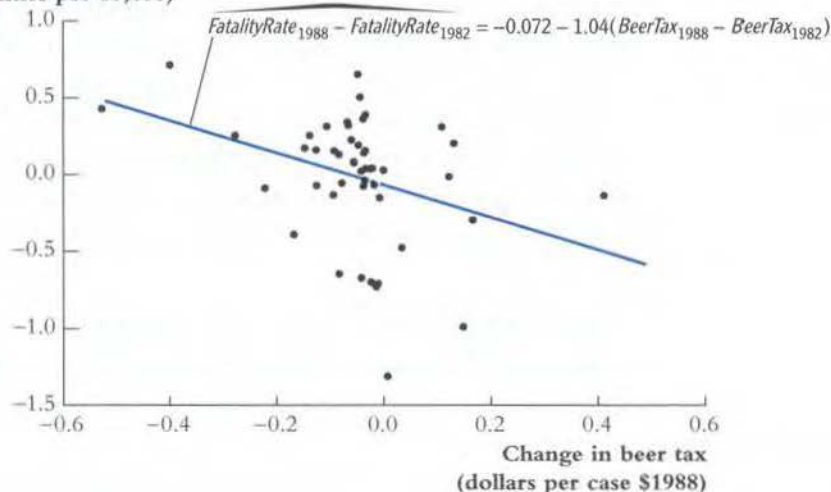 1.0
FatalityRate1988 – FatalityRate1982 = –0.072 – 1.04(BeerTax1988 – BeerTax1982)
0.5
0.0
–0.5
–1.0
–1.5
–0.6 –0.4 –0.2 0.0 0.2 0.4 0.6
Change in beer tax
(dollars per case $1988)